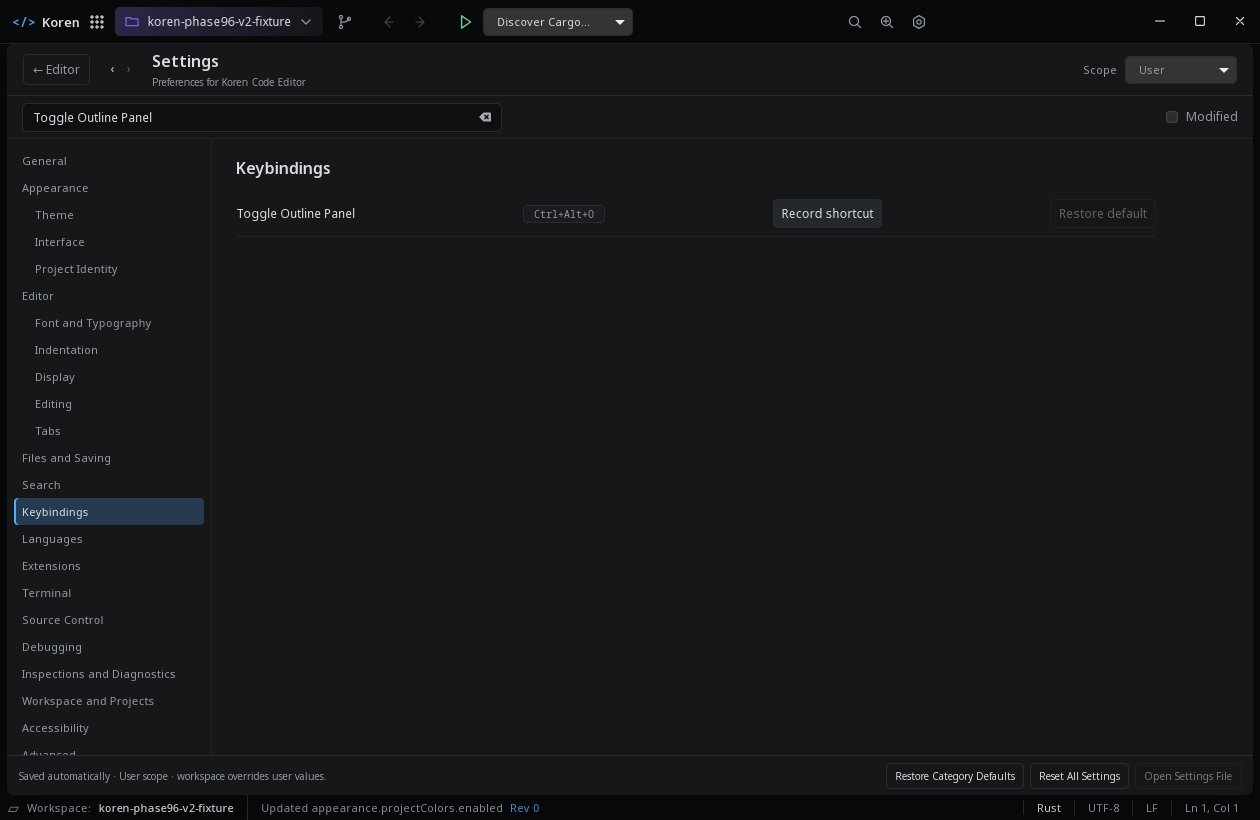 </> Koren koren-phase96-v2-fixture Discover Cargo...
← Editor ‹ › Settings Scope User
Preferences for Koren Code Editor
Toggle Outline Panel Modified
General
Appearance
Theme
Interface
Project Identity
Editor
Font and Typography
Indentation
Display
Editing
Tabs
Files and Saving
Search
Keybindings
Languages
Extensions
Terminal
Source Control
Debugging
Inspections and Diagnostics
Workspace and Projects
Accessibility
Advanced
Keybindings
Toggle Outline Panel Ctrl+Alt+O Record shortcut Restore default
Saved automatically · User scope · workspace overrides user values. Restore Category Defaults Reset All Settings Open Settings File
Workspace: koren-phase96-v2-fixture Updated appearance.projectColors.enabled Rev 0 Rust UTF-8 LF Ln 1, Col 1